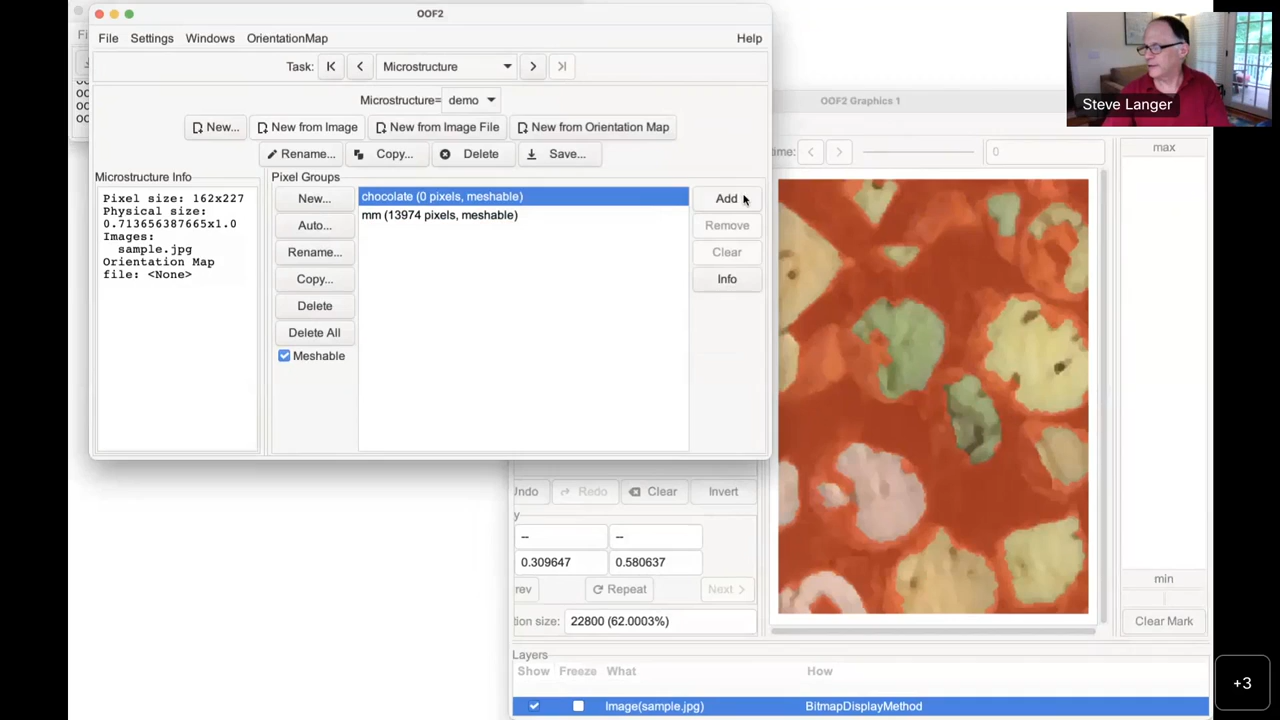 OOF2
File Settings Windows OrientationMap Help
Task: Microstructure
Microstructure= demo
New... New from Image New from Image File New from Orientation Map
Rename... Copy... Delete Save...
Microstructure Info
Pixel size: 162x227
Physical size:
0.713656387665x1.0
Images:
sample.jpg
Orientation Map
file: <None>
Pixel Groups
New...
Auto...
Rename...
Copy...
Delete
Delete All
Meshable
chocolate (0 pixels, meshable)
mm (13974 pixels, meshable)
Add
Remove
Clear
Info
Steve Langer
OOF2 Graphics 1
time: 0
max
min
Clear Mark
Undo Redo Clear Invert
-- --
0.309647 0.580637
rev Repeat Next
tion size: 22800 (62.0003%)
Layers
Show Freeze What How
Image(sample.jpg) BitmapDisplayMethod
+3